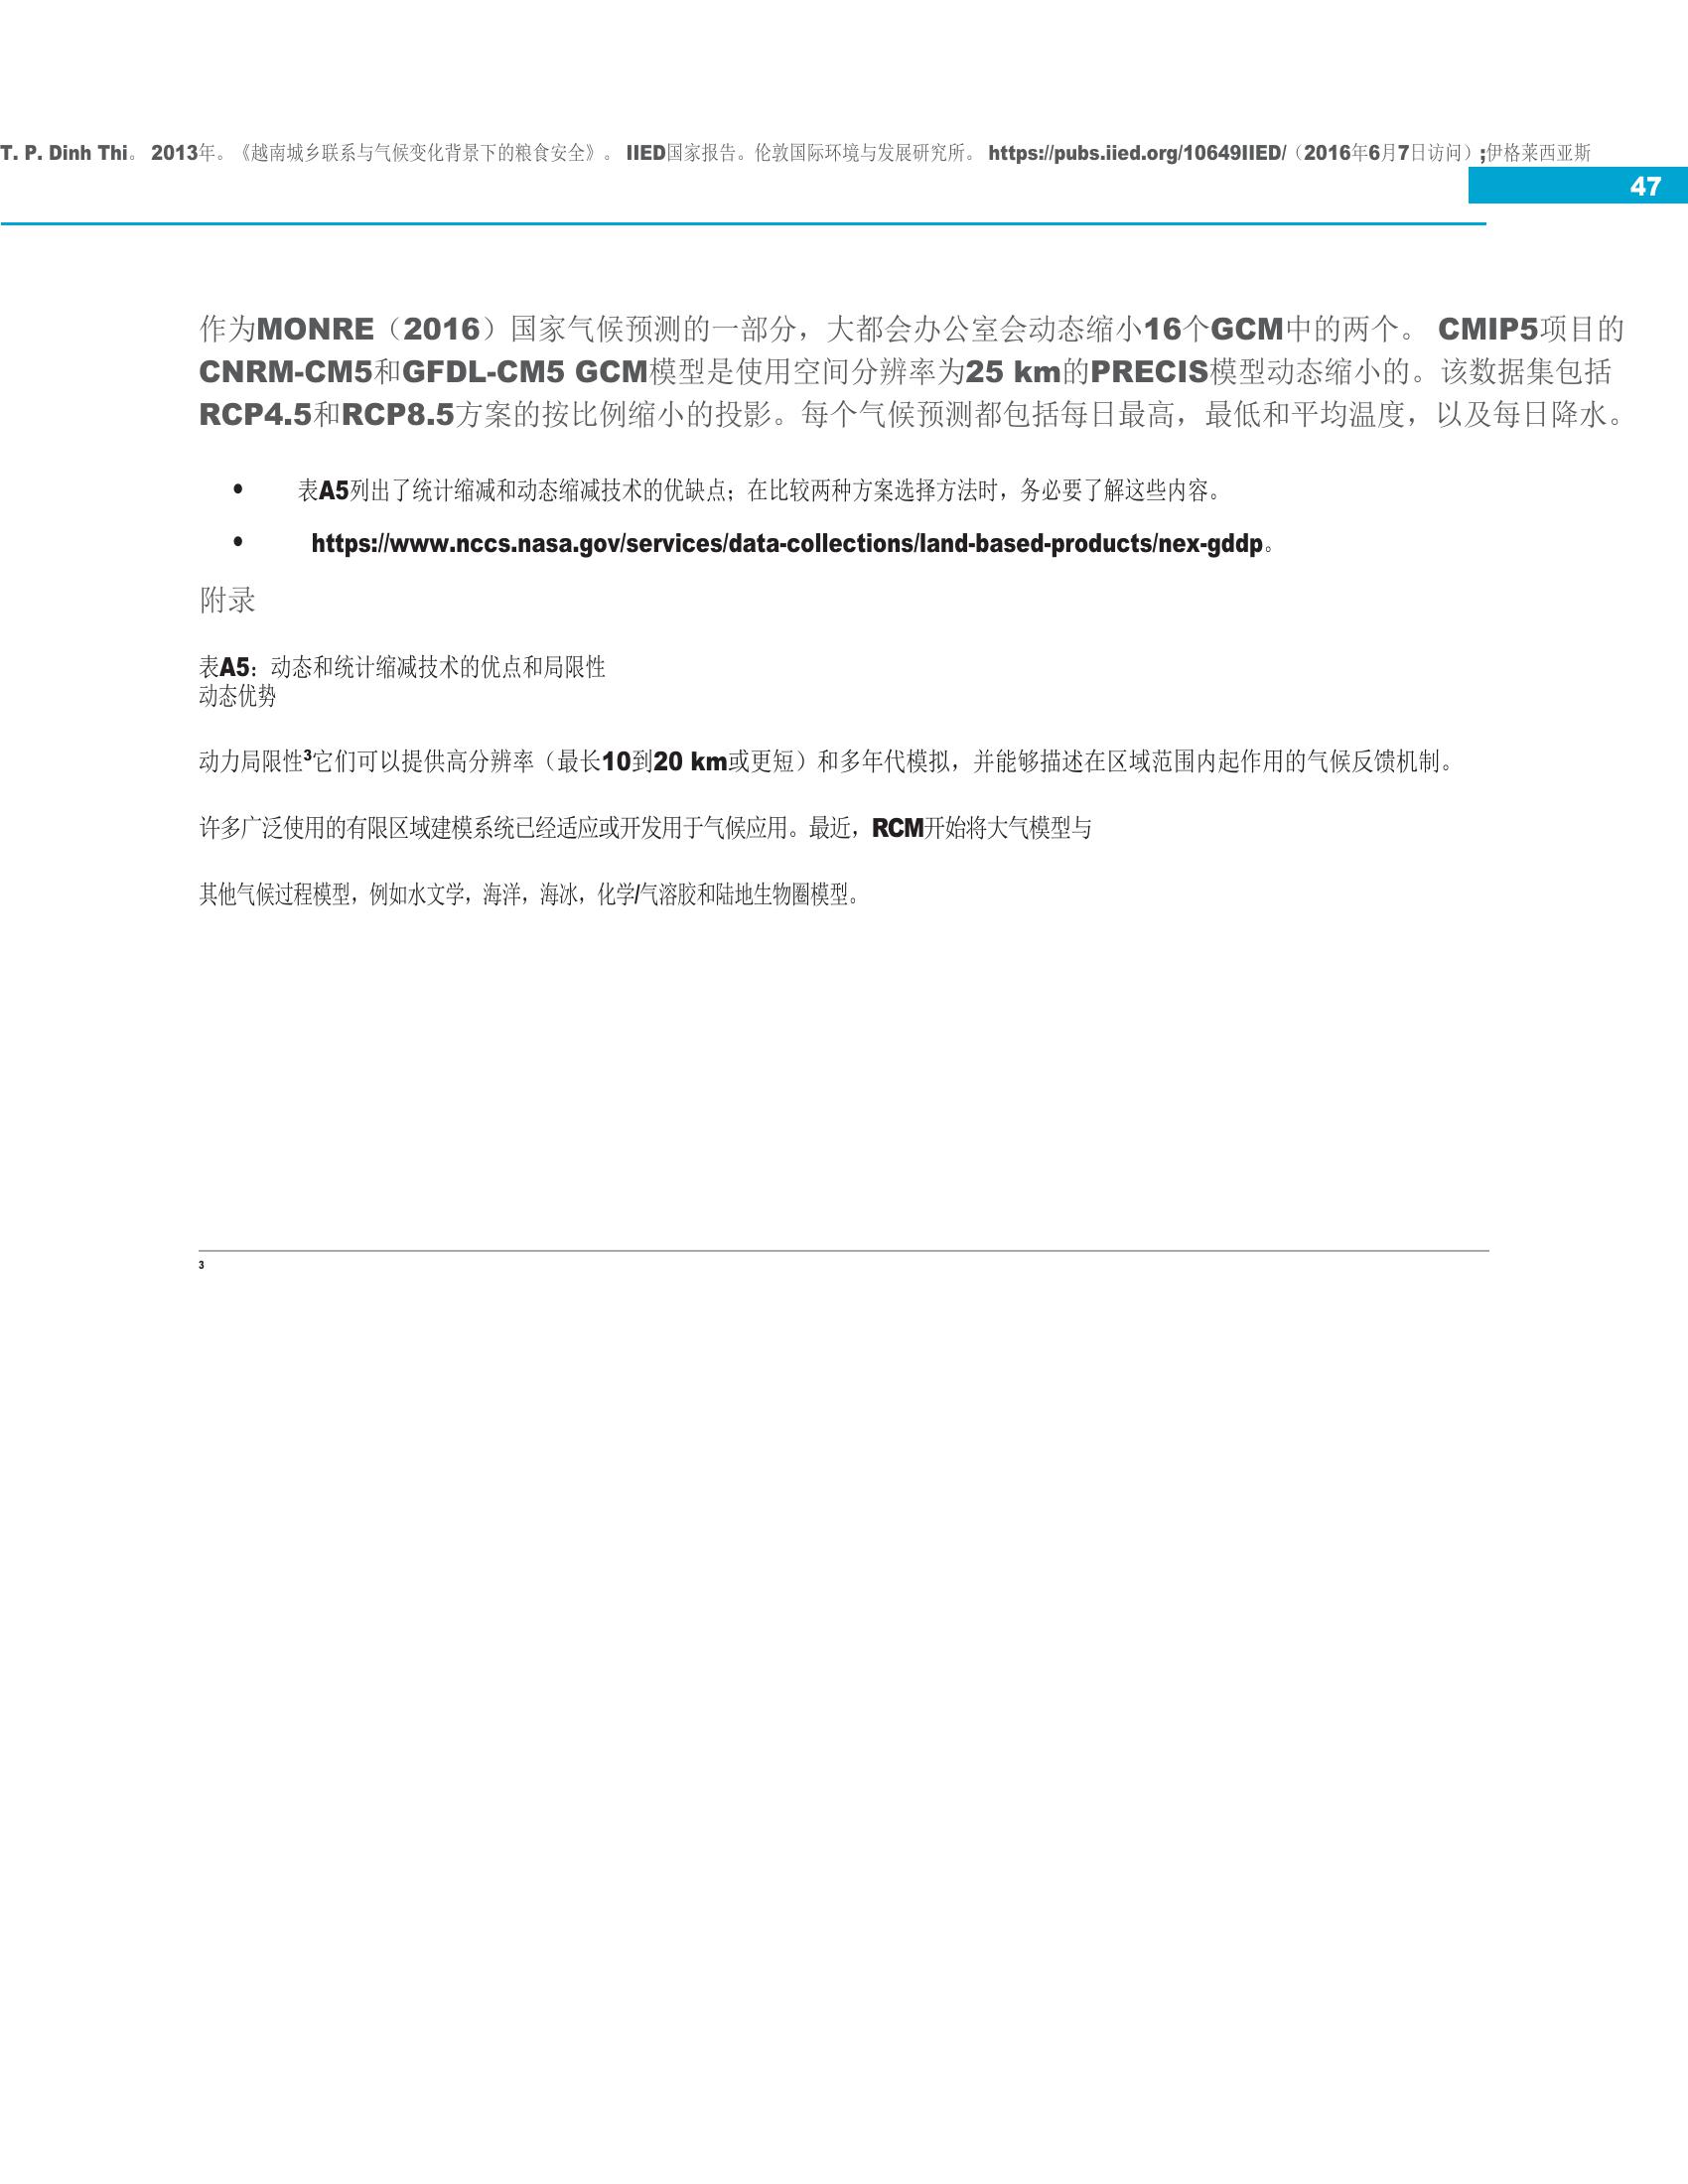 T. P. Dinh Thi。 2013年。《越南城乡联系与气候变化背景下的粮食安全》。 IIED国家报告。伦敦国际环境与发展研究所。 https://pubs.iied.org/10649IIED/（2016年6月7日访问）;伊格莱西亚斯
47
作为MONRE（2016）国家气候预测的一部分，大都会办公室会动态缩小16个GCM中的两个。 CMIP5项目的
CNRM-CM5和GFDL-CM5 GCM模型是使用空间分辨率为25 km的PRECIS模型动态缩小的。该数据集包括
RCP4.5和RCP8.5方案的按比例缩小的投影。每个气候预测都包括每日最高，最低和平均温度，以及每日降水。
• 表A5列出了统计缩减和动态缩减技术的优缺点；在比较两种方案选择方法时，务必要了解这些内容。
• https://www.nccs.nasa.gov/services/data-collections/land-based-products/nex-gddp。
附录
表A5：动态和统计缩减技术的优点和局限性
动态优势
动力局限性³它们可以提供高分辨率（最长10到20 km或更短）和多年代模拟，并能够描述在区域范围内起作用的气候反馈机制。
许多广泛使用的有限区域建模系统已经适应或开发用于气候应用。最近，RCM开始将大气模型与
其他气候过程模型，例如水文学，海洋，海冰，化学/气溶胶和陆地生物圈模型。
3